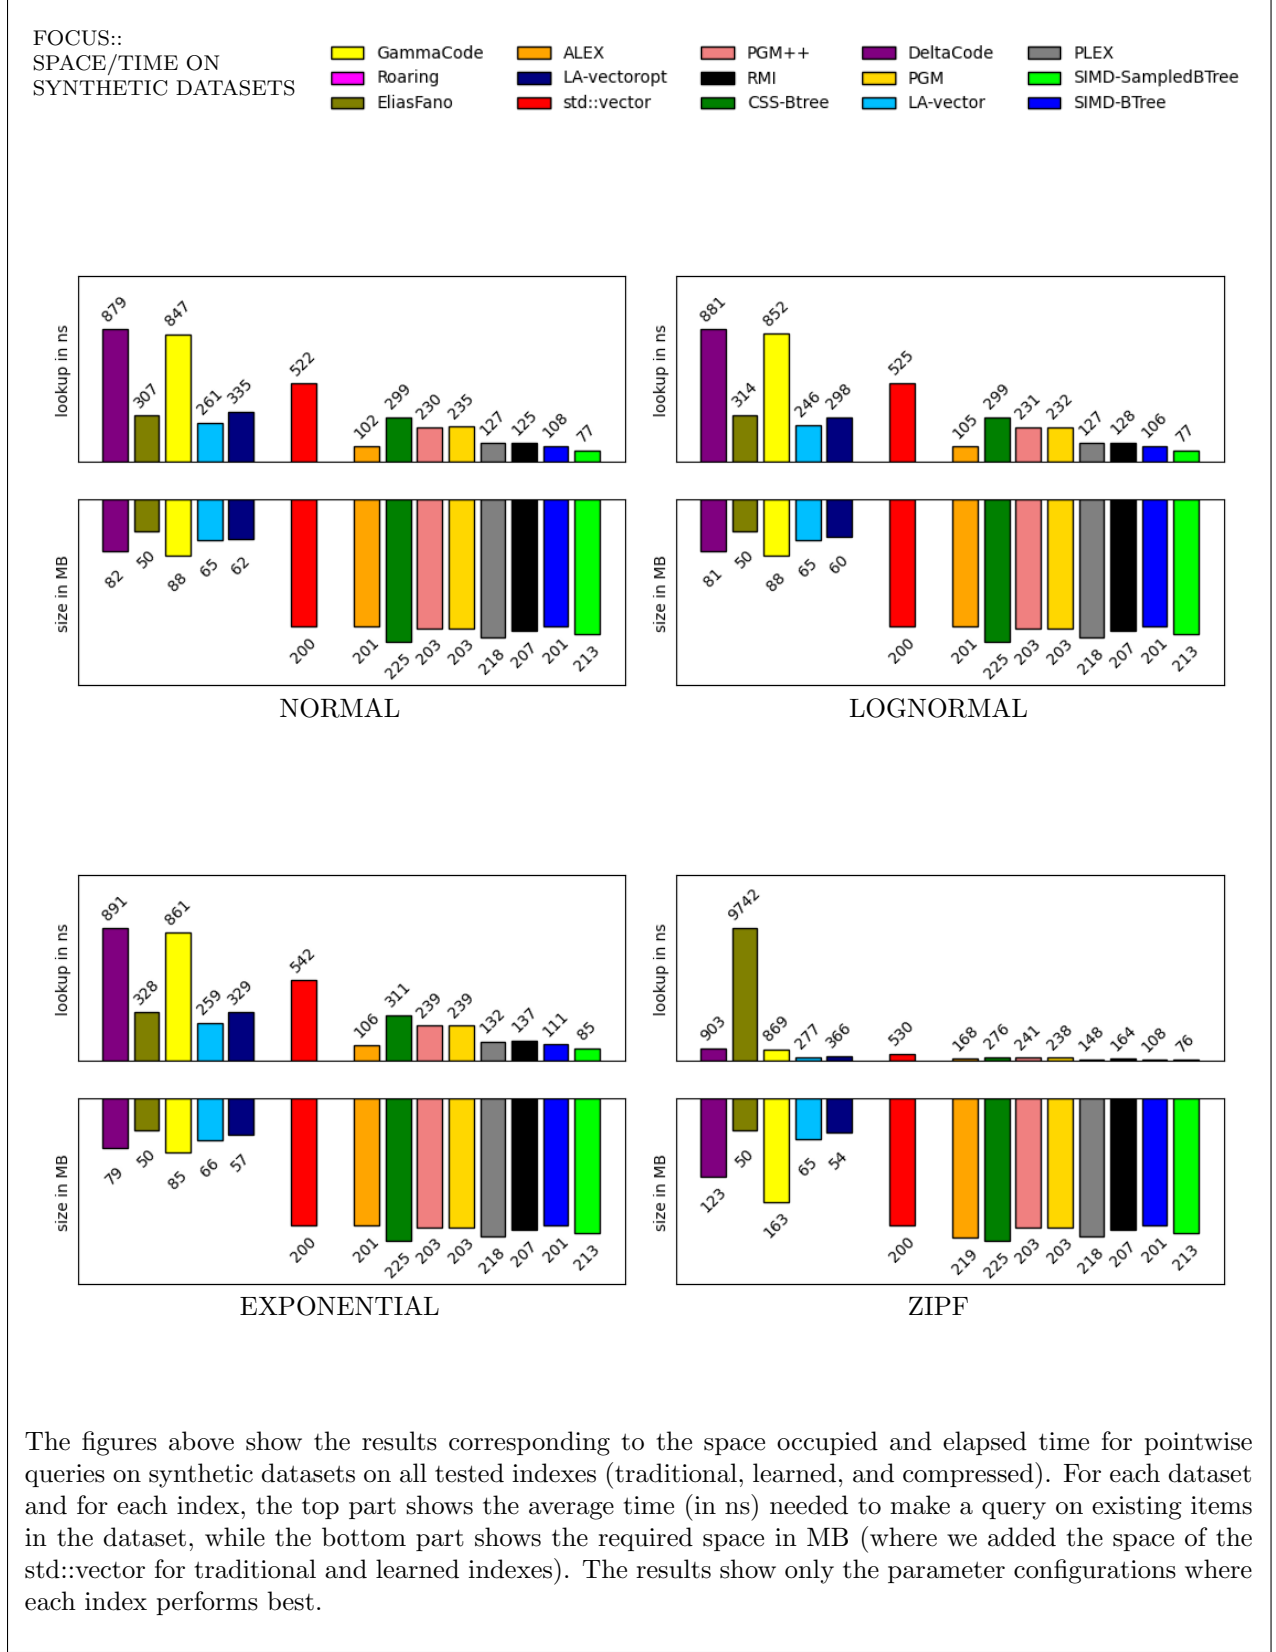 FOCUS::
SPACE/TIME ON
SYNTHETIC DATASETS
GammaCode ALEX PGM++ DeltaCode PLEX
Roaring LA-vectoropt RMI PGM SIMD-SampledBTree
EliasFano std::vector CSS-Btree LA-vector SIMD-BTree
lookup in ns
879 307 847 261 335 522 102 299 230 235 127 125 108 77
size in MB
82 50 88 65 62 200 201 225 203 203 218 207 201 213
NORMAL
lookup in ns
881 314 852 246 298 525 105 299 231 232 127 128 106 77
size in MB
81 50 88 65 60 200 201 225 203 203 218 207 201 213
LOGNORMAL
lookup in ns
891 328 861 259 329 542 106 311 239 239 132 137 111 85
size in MB
79 50 85 66 57 200 201 225 203 203 218 207 201 213
EXPONENTIAL
lookup in ns
903 9742 869 277 366 530 168 276 241 238 148 164 108 76
size in MB
123 50 163 65 54 200 219 225 203 203 218 207 201 213
ZIPF
The figures above show the results corresponding to the space occupied and elapsed time for pointwise
queries on synthetic datasets on all tested indexes (traditional, learned, and compressed). For each dataset
and for each index, the top part shows the average time (in ns) needed to make a query on existing items
in the dataset, while the bottom part shows the required space in MB (where we added the space of the
std::vector for traditional and learned indexes). The results show only the parameter configurations where
each index performs best.